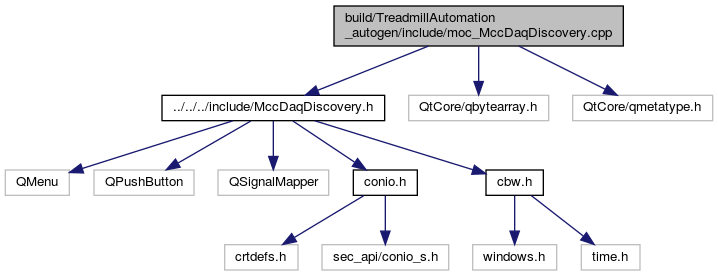 build/TreadmillAutomation
_autogen/include/moc_MccDaqDiscovery.cpp
../../../include/MccDaqDiscovery.h
QtCore/qbytearray.h
QtCore/qmetatype.h
QMenu
QPushButton
QSignalMapper
conio.h
cbw.h
crtdefs.h
sec_api/conio_s.h
windows.h
time.h